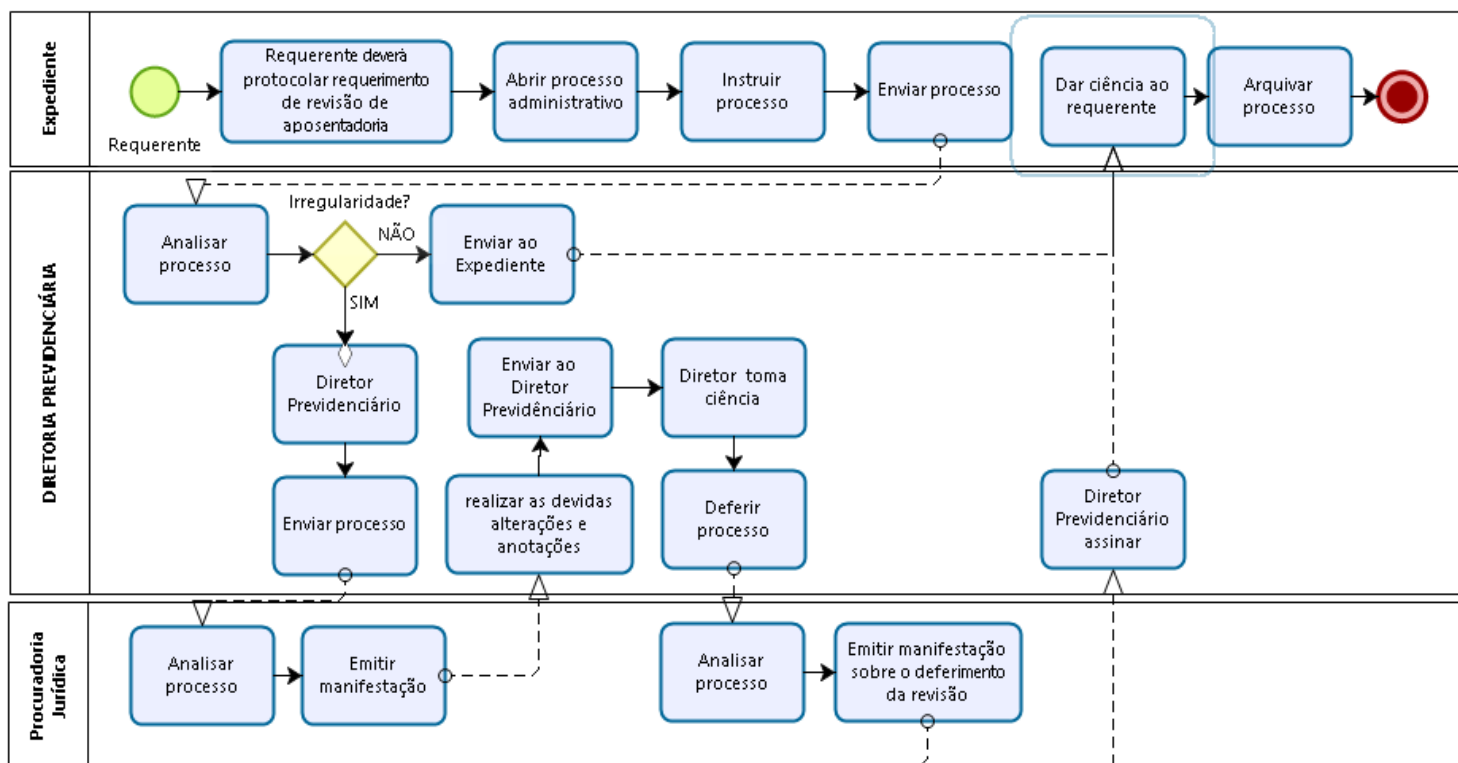 Expediente
Requerente
Requerente deverá
protocolar requerimento
de revisão de
aposentadoria
Abrir processo
administrativo
Instruir
processo
Enviar processo
Dar ciência ao
requerente
Arquivar
processo
DIRETORIA PREVIDENCIÁRIA
Analisar
processo
Irregularidade?
NÃO
SIM
Enviar ao
Expediente
Diretor
Previdenciário
Enviar processo
Enviar ao
Diretor
Previdênciário
Diretor toma
ciência
realizar as devidas
alterações e
anotações
Deferir
processo
Diretor
Previdenciário
assinar
Procuradoria
Jurídica
Analisar
processo
Emitir
manifestação
Analisar
processo
Emitir manifestação
sobre o deferimento
da revisão